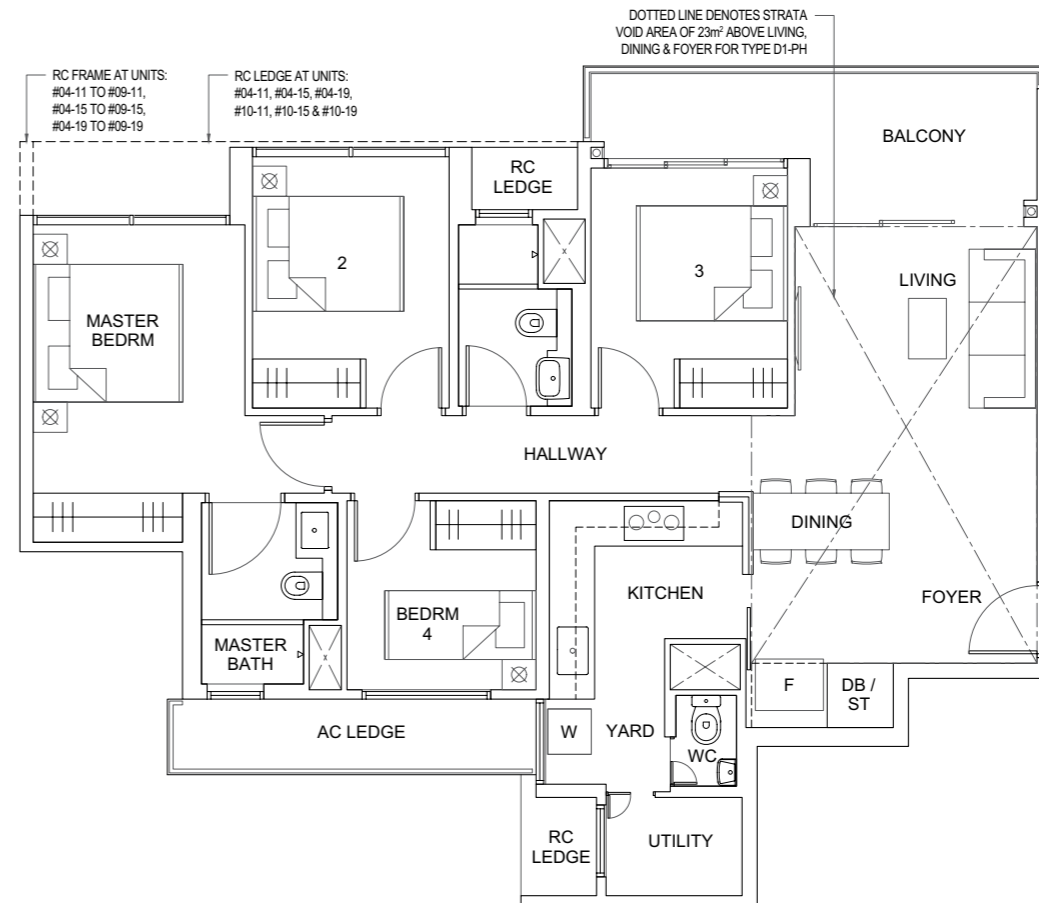 DOTTED LINE DENOTES STRATA
VOID AREA OF 23m² ABOVE LIVING,
DINING & FOYER FOR TYPE D1-PH
RC FRAME AT UNITS:
#04-11 TO #09-11,
#04-15 TO #09-15,
#04-19 TO #09-19
RC LEDGE AT UNITS:
#04-11, #04-15, #04-19,
#10-11, #10-15 & #10-19
BALCONY
RC
LEDGE
2
3
LIVING
MASTER
BEDRM
HALLWAY
DINING
KITCHEN
FOYER
BEDRM
4
MASTER
BATH
F
DB /
ST
AC LEDGE
W
YARD
WC
RC
LEDGE
UTILITY